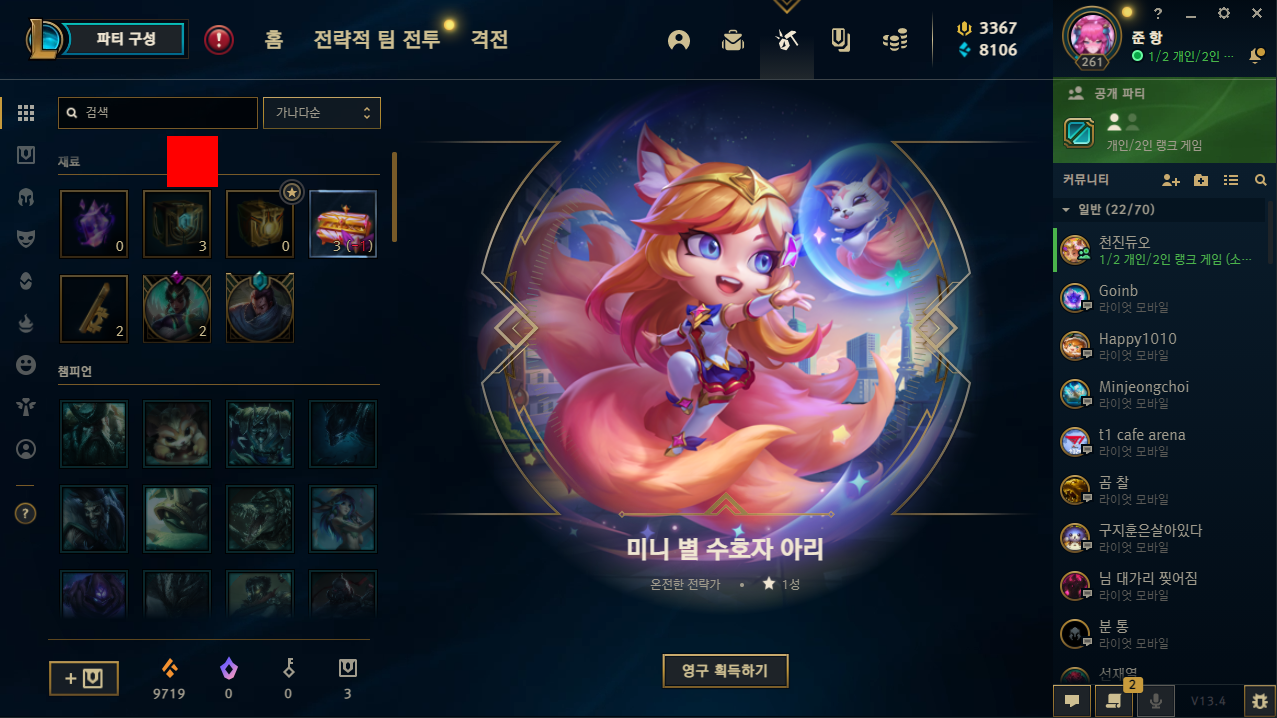 파티 구성
홈
전략적 팀 전투
격전
3367
8106
261
준 항
1/2 개인/2인 ···
공개 파티
개인/2인 랭크 게임
검색
가나다순
재료
0
3
0
3 (-1)
2
2
챔피언
미니 별 수호자 아리
온전한 전략가 • 1성
영구 획득하기
9719
0
0
3
커뮤니티
일반 (22/70)
천진듀오
1/2 개인/2인 랭크 게임 (소···
Goinb
라이엇 모바일
Happy1010
라이엇 모바일
Minjeongchoi
라이엇 모바일
t1 cafe arena
라이엇 모바일
곰 찰
라이엇 모바일
구지훈은살아있다
라이엇 모바일
님 대가리 찢어짐
라이엇 모바일
분 통
라이엇 모바일
선재역
2
V13.4